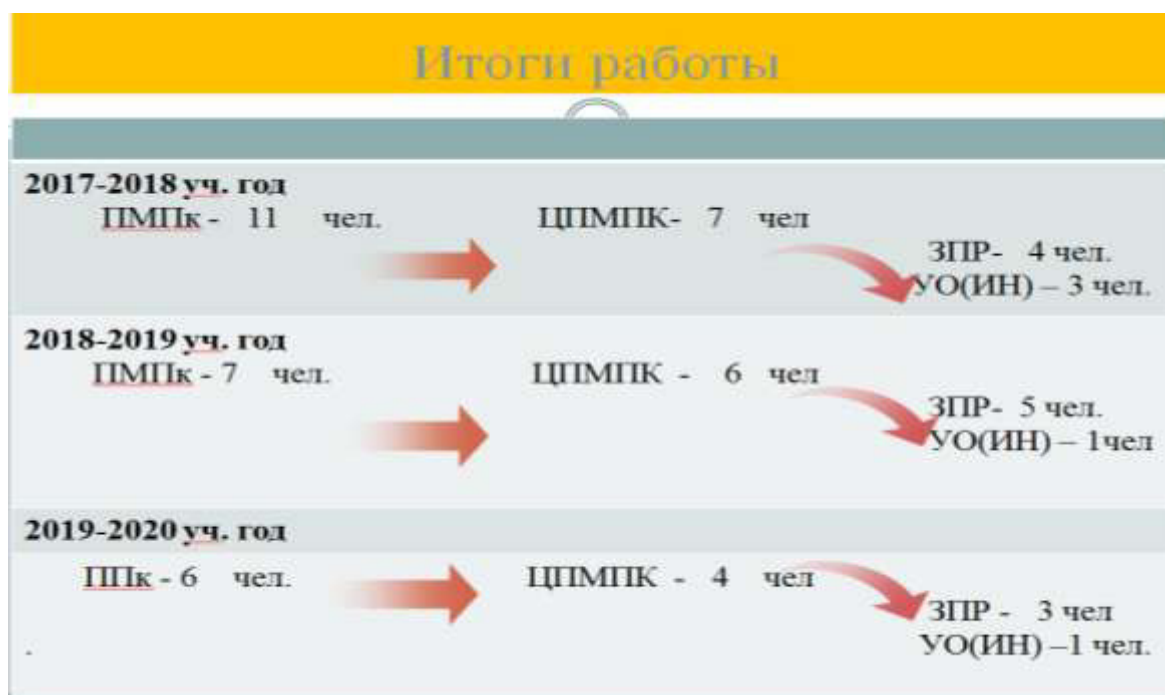 Итоги работы
2017-2018 уч. год
ПМПк - 11 чел. ЦПМПК- 7 чел
ЗПР- 4 чел.
УО(ИН) – 3 чел.
2018-2019 уч. год
ПМПк - 7 чел. ЦПМПК - 6 чел
ЗПР- 5 чел.
УО(ИН) – 1чел
2019-2020 уч. год
ППк - 6 чел. ЦПМПК - 4 чел
ЗПР - 3 чел
. УО(ИН) –1 чел.